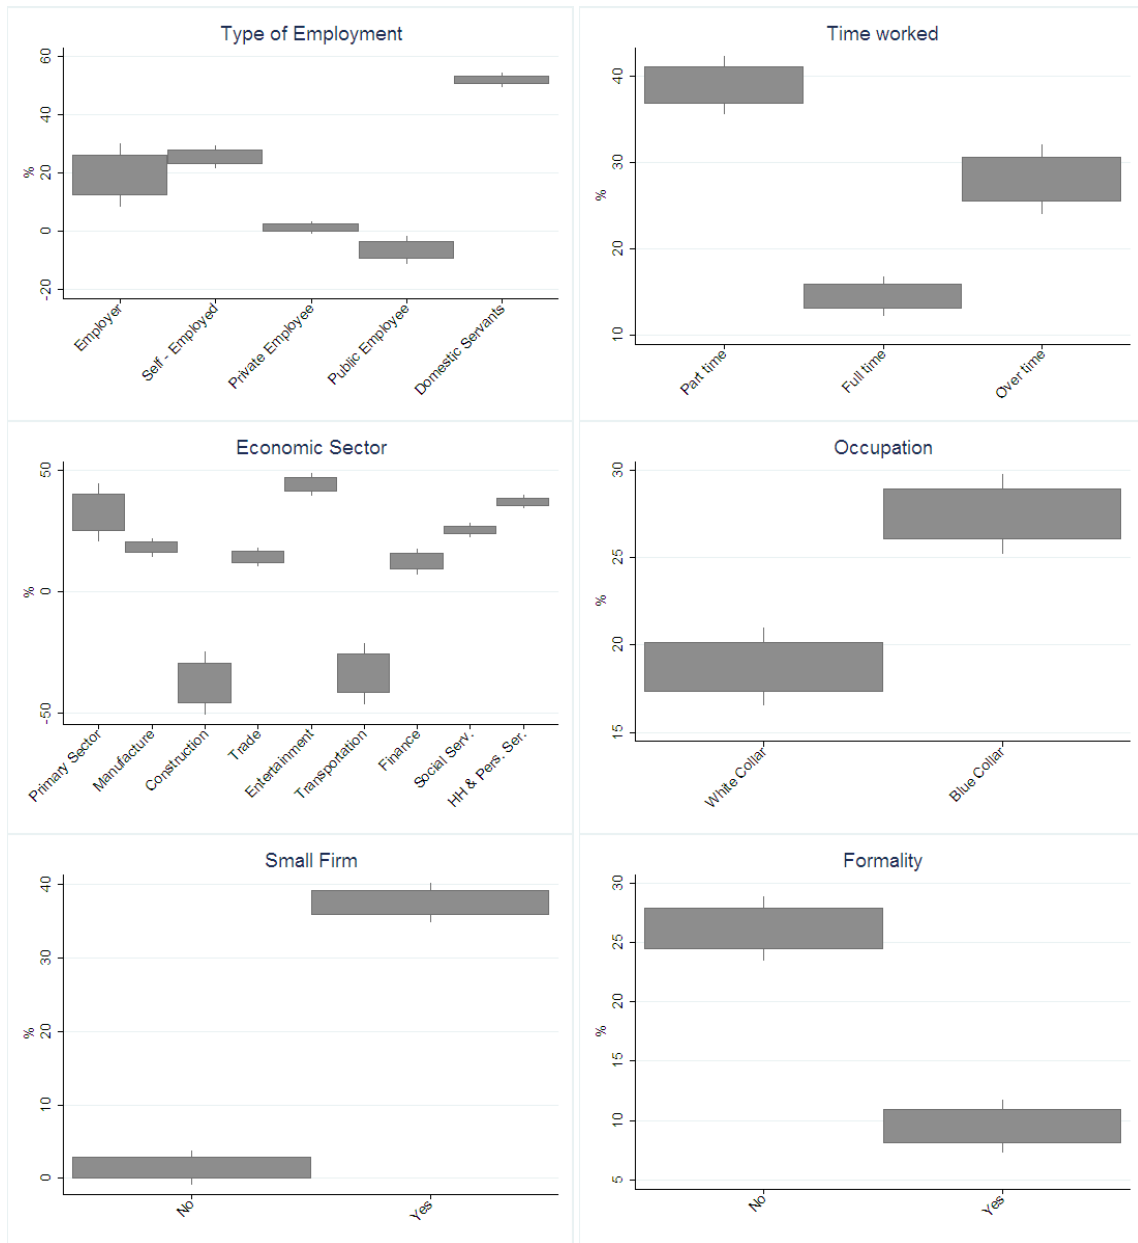 Type of Employment
60
40
20
0
-20
%
Employer
Self - Employed
Private Employee
Public Employee
Domestic Servants
Time worked
40
30
20
10
%
Part time
Full time
Over time
Economic Sector
50
0
-50
%
Primary Sector
Manufacture
Construction
Trade
Entertainment
Transportation
Finance
Social Serv.
HH & Pers. Ser.
Occupation
30
25
20
15
%
White Collar
Blue Collar
Small Firm
40
30
20
10
0
%
No
Yes
Formality
30
25
20
15
10
5
%
No
Yes